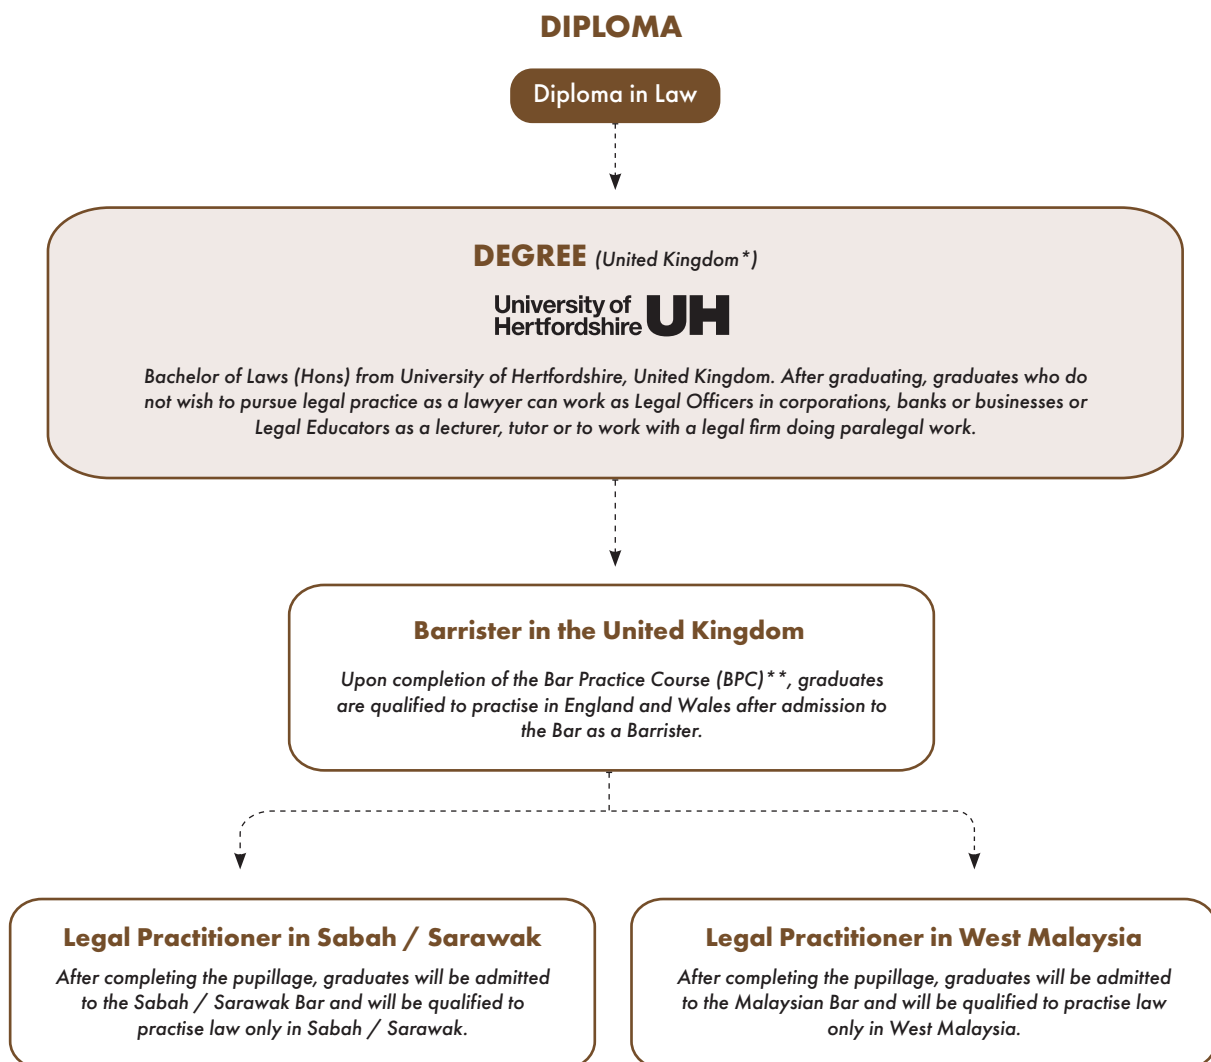 DIPLOMA
Diploma in Law
DEGREE (United Kingdom*)
University of
Hertfordshire UH
Bachelor of Laws (Hons) from University of Hertfordshire, United Kingdom. After graduating, graduates who do
not wish to pursue legal practice as a lawyer can work as Legal Officers in corporations, banks or businesses or
Legal Educators as a lecturer, tutor or to work with a legal firm doing paralegal work.
Barrister in the United Kingdom
Upon completion of the Bar Practice Course (BPC)**, graduates
are qualified to practise in England and Wales after admission to
the Bar as a Barrister.
Legal Practitioner in Sabah / Sarawak
After completing the pupillage, graduates will be admitted
to the Sabah / Sarawak Bar and will be qualified to
practise law only in Sabah / Sarawak.
Legal Practitioner in West Malaysia
After completing the pupillage, graduates will be admitted
to the Malaysian Bar and will be qualified to practise law
only in West Malaysia.